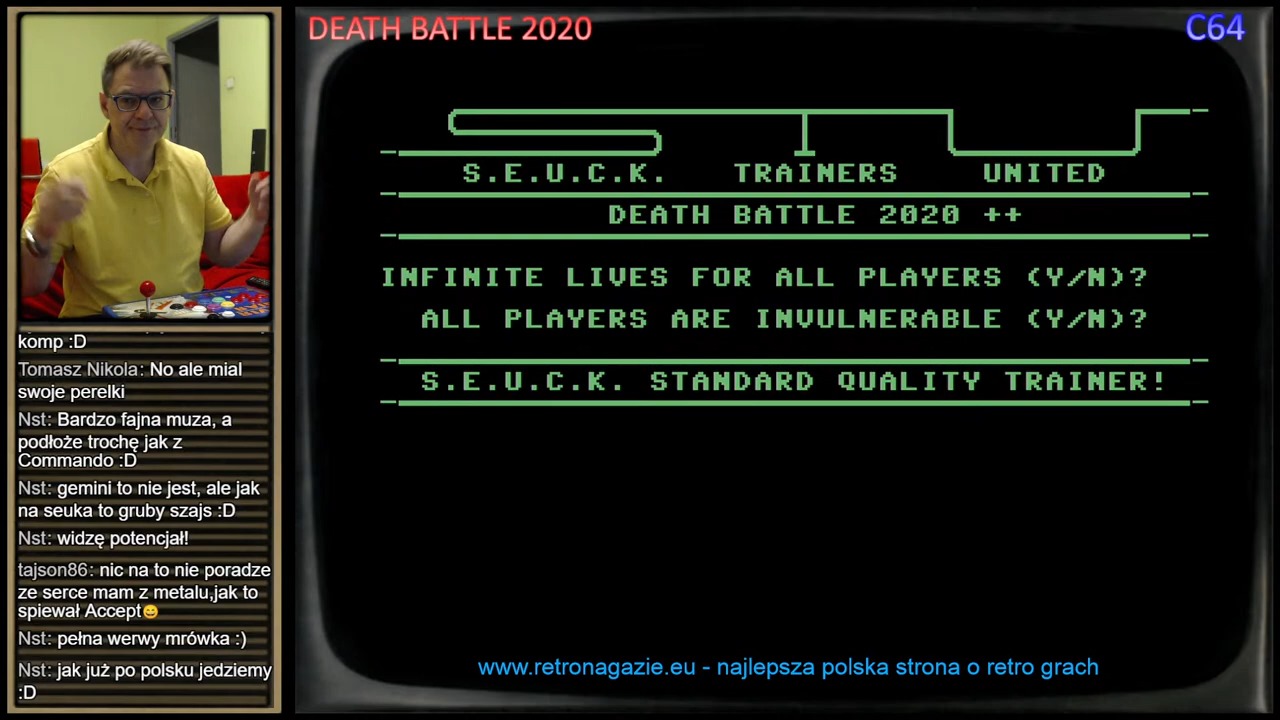 DEATH BATTLE 2020
C64
S.E.U.C.K. TRAINERS UNITED
DEATH BATTLE 2020 ++
INFINITE LIVES FOR ALL PLAYERS (Y/N)?
ALL PLAYERS ARE INVULNERABLE (Y/N)?
S.E.U.C.K. STANDARD QUALITY TRAINER!
www.retronagazie.eu - najlepsza polska strona o retro grach
komp :D
Tomasz Nikola: No ale mial
swoje perelki
Nst: Bardzo fajna muza, a
podłoże trochę jak z
Commando :D
Nst: gemini to nie jest, ale jak
na seuka to gruby szajs :D
Nst: widzę potencjał!
tajson86: nic na to nie poradze
ze serce mam z metalu,jak to
spiewał Accept😄
Nst: pełna werwy mrówka :)
Nst: jak już po polsku jedziemy
:D